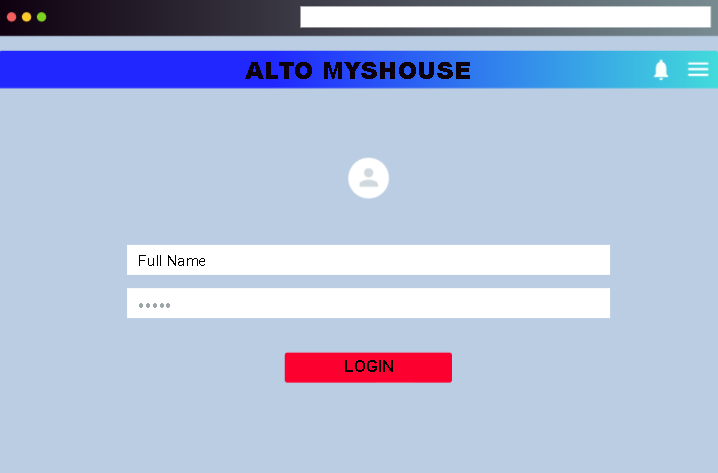 ALTO MYSHOUSE
Full Name
•••••
LOGIN